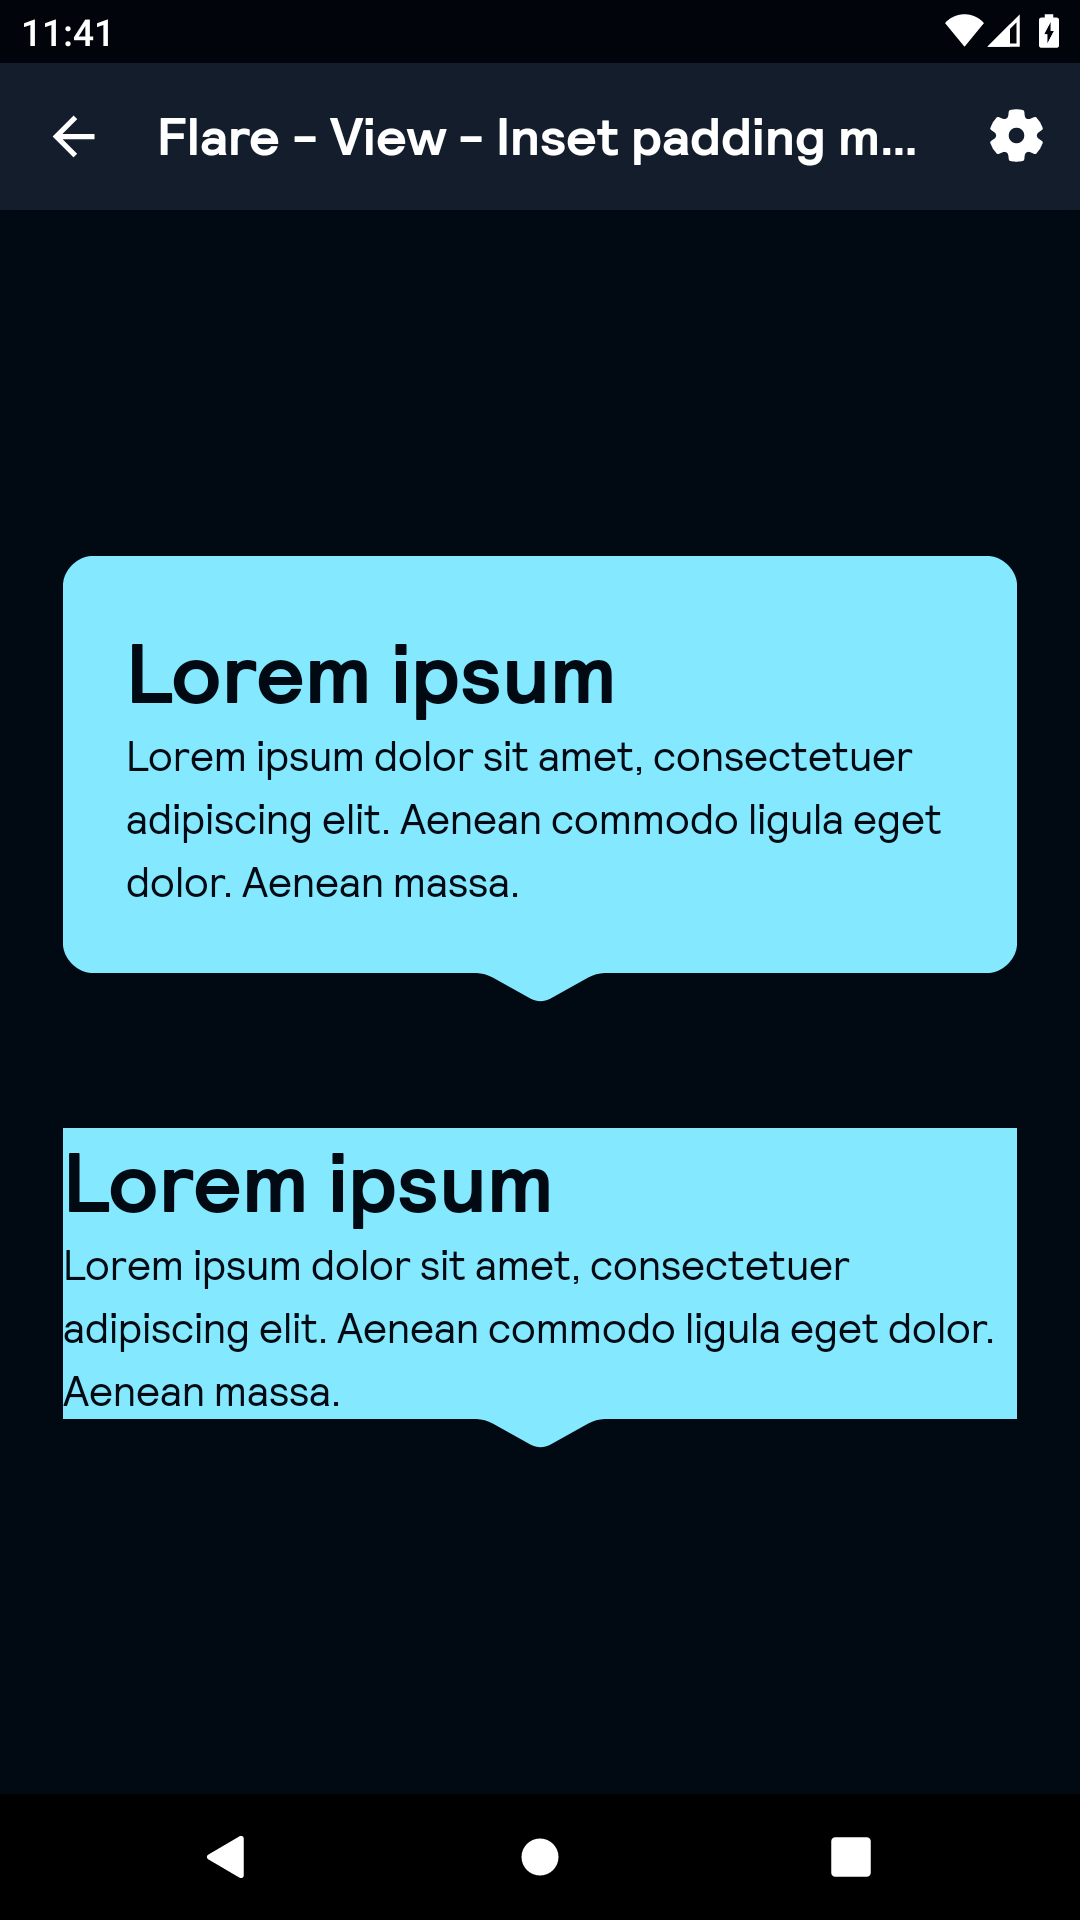 11:41
Flare - View - Inset padding m...
Lorem ipsum
Lorem ipsum dolor sit amet, consectetuer
adipiscing elit. Aenean commodo ligula eget
dolor. Aenean massa.
Lorem ipsum
Lorem ipsum dolor sit amet, consectetuer
adipiscing elit. Aenean commodo ligula eget dolor.
Aenean massa.